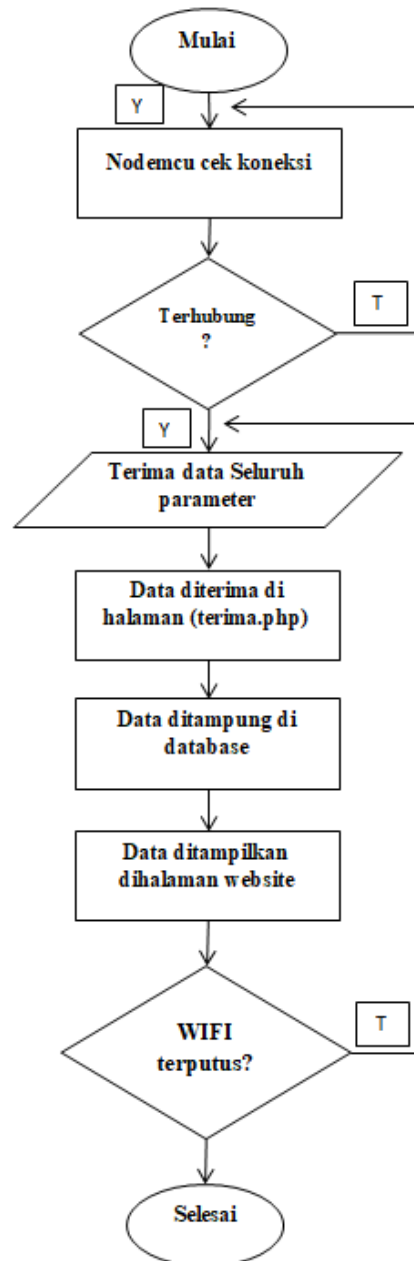 Mulai
Y
Nodemcu cek koneksi
Terhubung
?
T
Y
Terima data Seluruh
parameter
Data diterima di
halaman (terima.php)
Data ditampung di
database
Data ditampilkan
dihalaman website
WIFI
terputus?
T
Selesai